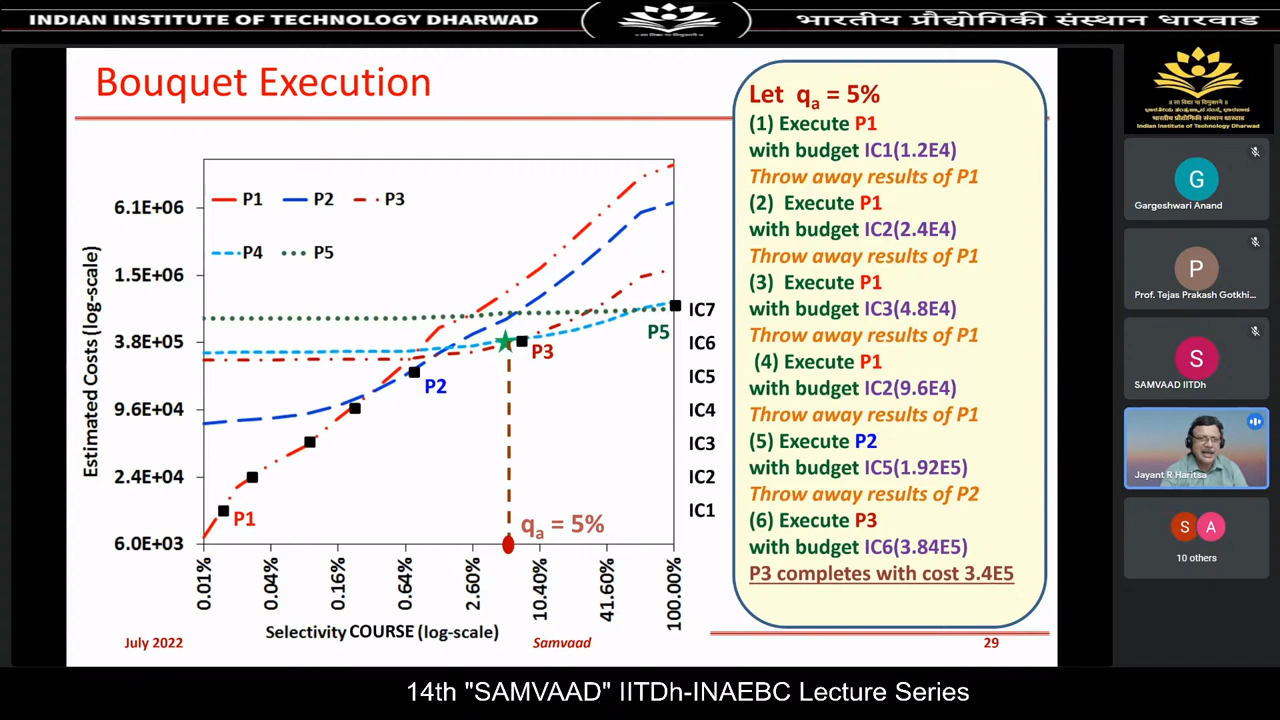 INDIAN INSTITUTE OF TECHNOLOGY DHARWAD
भारतीय प्रौद्योगिकी संस्थान धारवाड
Bouquet Execution
P1 P2 P3
P4 P5
Estimated Costs (log-scale)
6.1E+06
1.5E+06
3.8E+05
9.6E+04
2.4E+04
6.0E+03
P1
P2
P3
P5
qa = 5%
IC7
IC6
IC5
IC4
IC3
IC2
IC1
0.01%
0.04%
0.16%
0.64%
2.60%
10.40%
41.60%
100.00%
Selectivity COURSE (log-scale)
Let qa = 5%
(1) Execute P1
with budget IC1(1.2E4)
Throw away results of P1
(2) Execute P1
with budget IC2(2.4E4)
Throw away results of P1
(3) Execute P1
with budget IC3(4.8E4)
Throw away results of P1
(4) Execute P1
with budget IC2(9.6E4)
Throw away results of P1
(5) Execute P2
with budget IC5(1.92E5)
Throw away results of P2
(6) Execute P3
with budget IC6(3.84E5)
P3 completes with cost 3.4E5
July 2022
Samvaad
29
Indian Institute of Technology Dharwad
G
Gargeshwari Anand
P
Prof. Tejas Prakash Gotkhi...
S
SAMVAAD IITDh
Jayant R Haritsa
S A
10 others
14th "SAMVAAD" IITDh-INAEBC Lecture Series